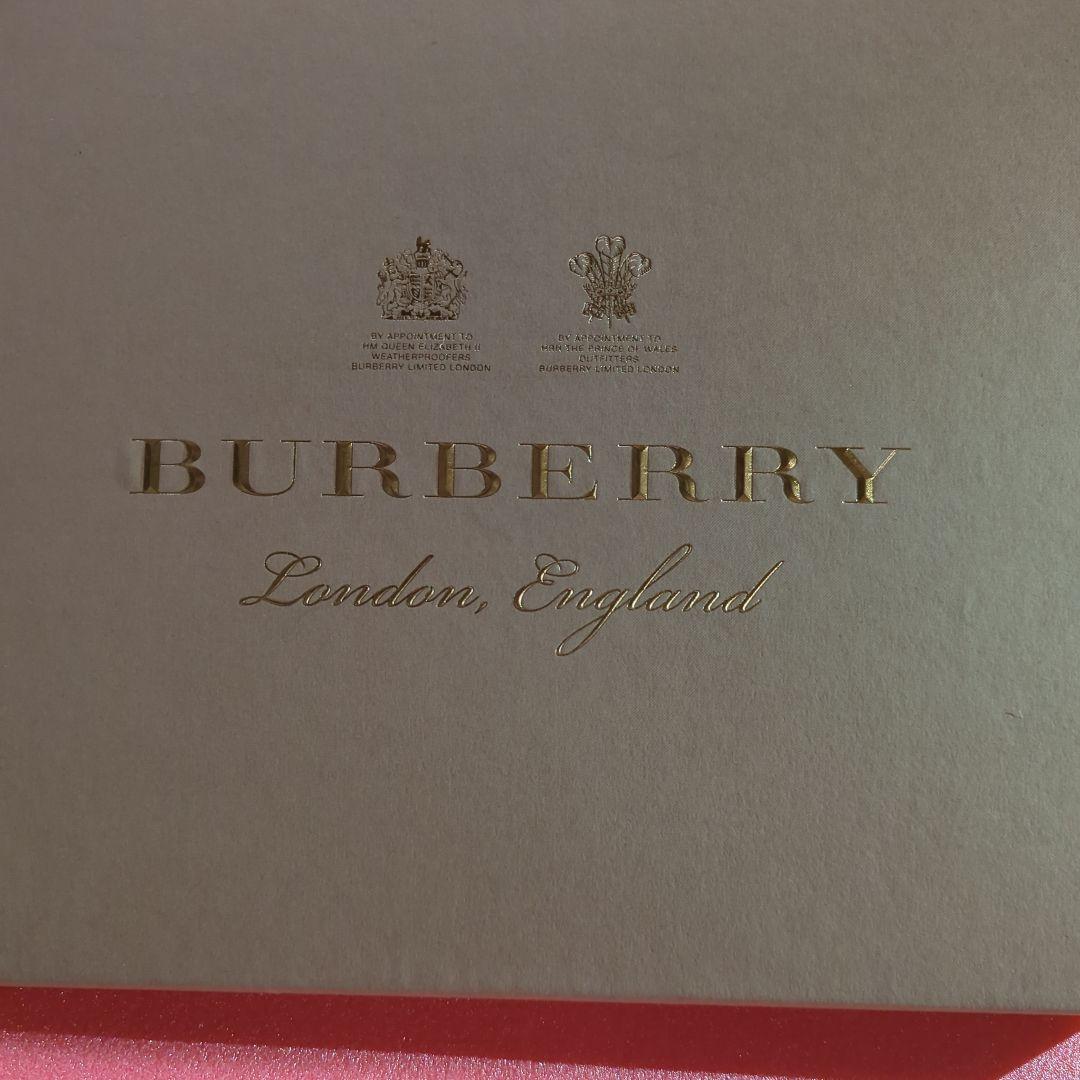 BY APPOINTMENT TO
HM QUEEN ELIZABETH II
WEATHERPROOFERS
BURBERRY LIMITED LONDON
BY APPOINTMENT TO
HRH THE PRINCE OF WALES
OUTFITTERS
BURBERRY LIMITED LONDON
BURBERRY
London, England